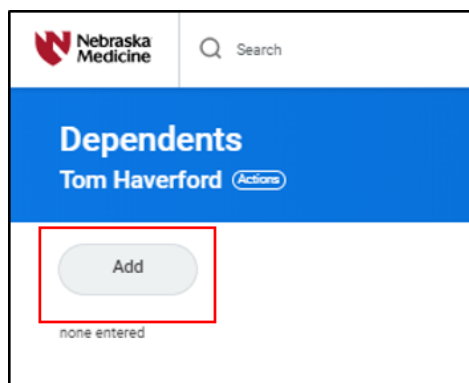 Nebraska
Medicine
Search
Dependents
Tom Haverford Actions
Add
none entered